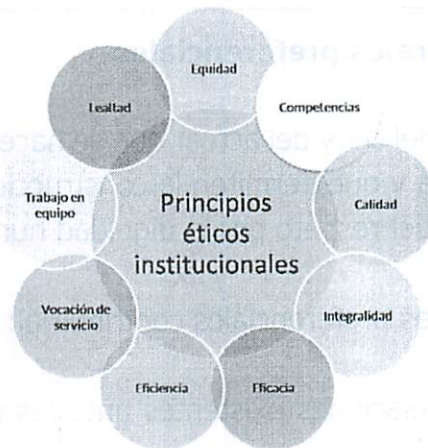 Equidad
Competencias
Calidad
Integralidad
Eficacia
Eficiencia
Vocación de
servicio
Trabajo en
equipo
Lealtad
Principios
éticos
institucionales